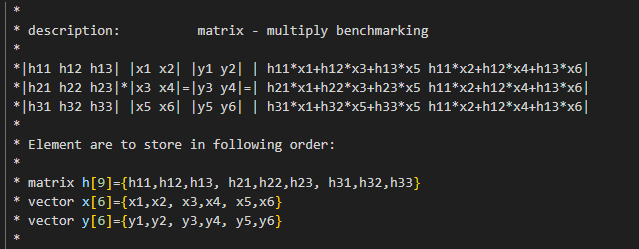 *
* description: matrix - multiply benchmarking
*
*|h11 h12 h13| |x1 x2| |y1 y2| | h11*x1+h12*x3+h13*x5 h11*x2+h12*x4+h13*x6|
*|h21 h22 h23|*|x3 x4|=|y3 y4|=| h21*x1+h22*x3+h23*x5 h11*x2+h12*x4+h13*x6|
*|h31 h32 h33| |x5 x6| |y5 y6| | h31*x1+h32*x5+h33*x5 h11*x2+h12*x4+h13*x6|
*
* Element are to store in following order:
*
* matrix h[9]={h11,h12,h13, h21,h22,h23, h31,h32,h33}
* vector x[6]={x1,x2, x3,x4, x5,x6}
* vector y[6]={y1,y2, y3,y4, y5,y6}
*